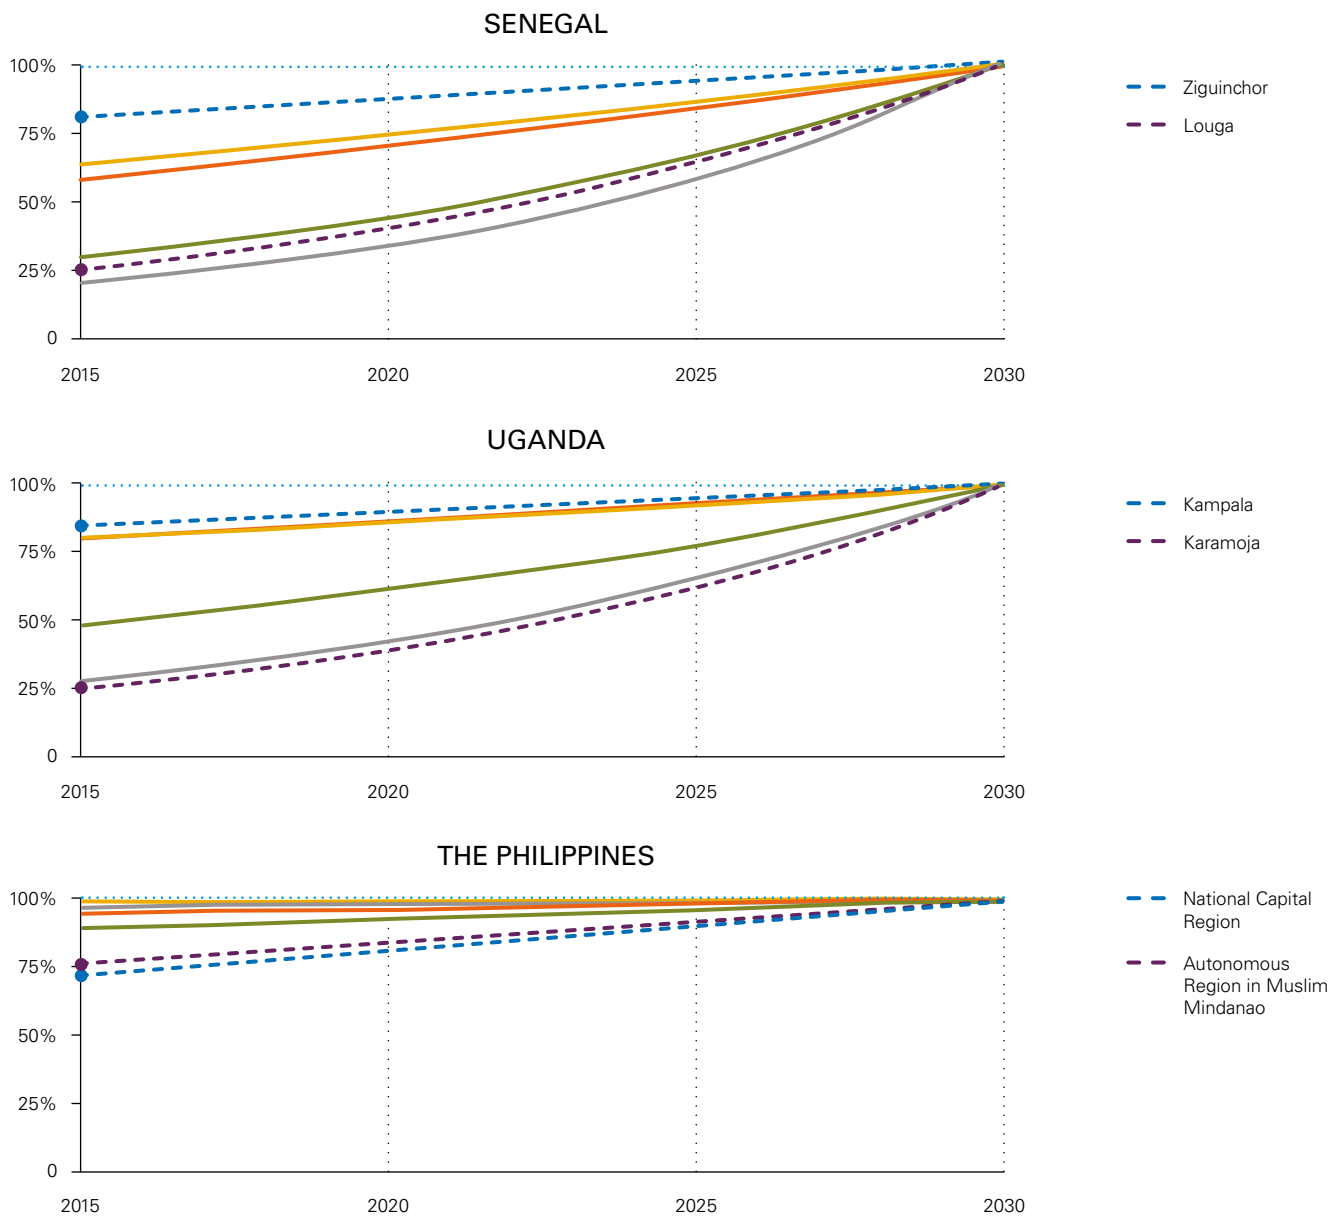 SENEGAL
100%
75%
50%
25%
0
2015
2020
2025
2030
Ziguinchor
Louga
UGANDA
100%
75%
50%
25%
0
2015
2020
2025
2030
Kampala
Karamoja
THE PHILIPPINES
100%
75%
50%
25%
0
2015
2020
2025
2030
National Capital
Region
Autonomous
Region in Muslim
Mindanao